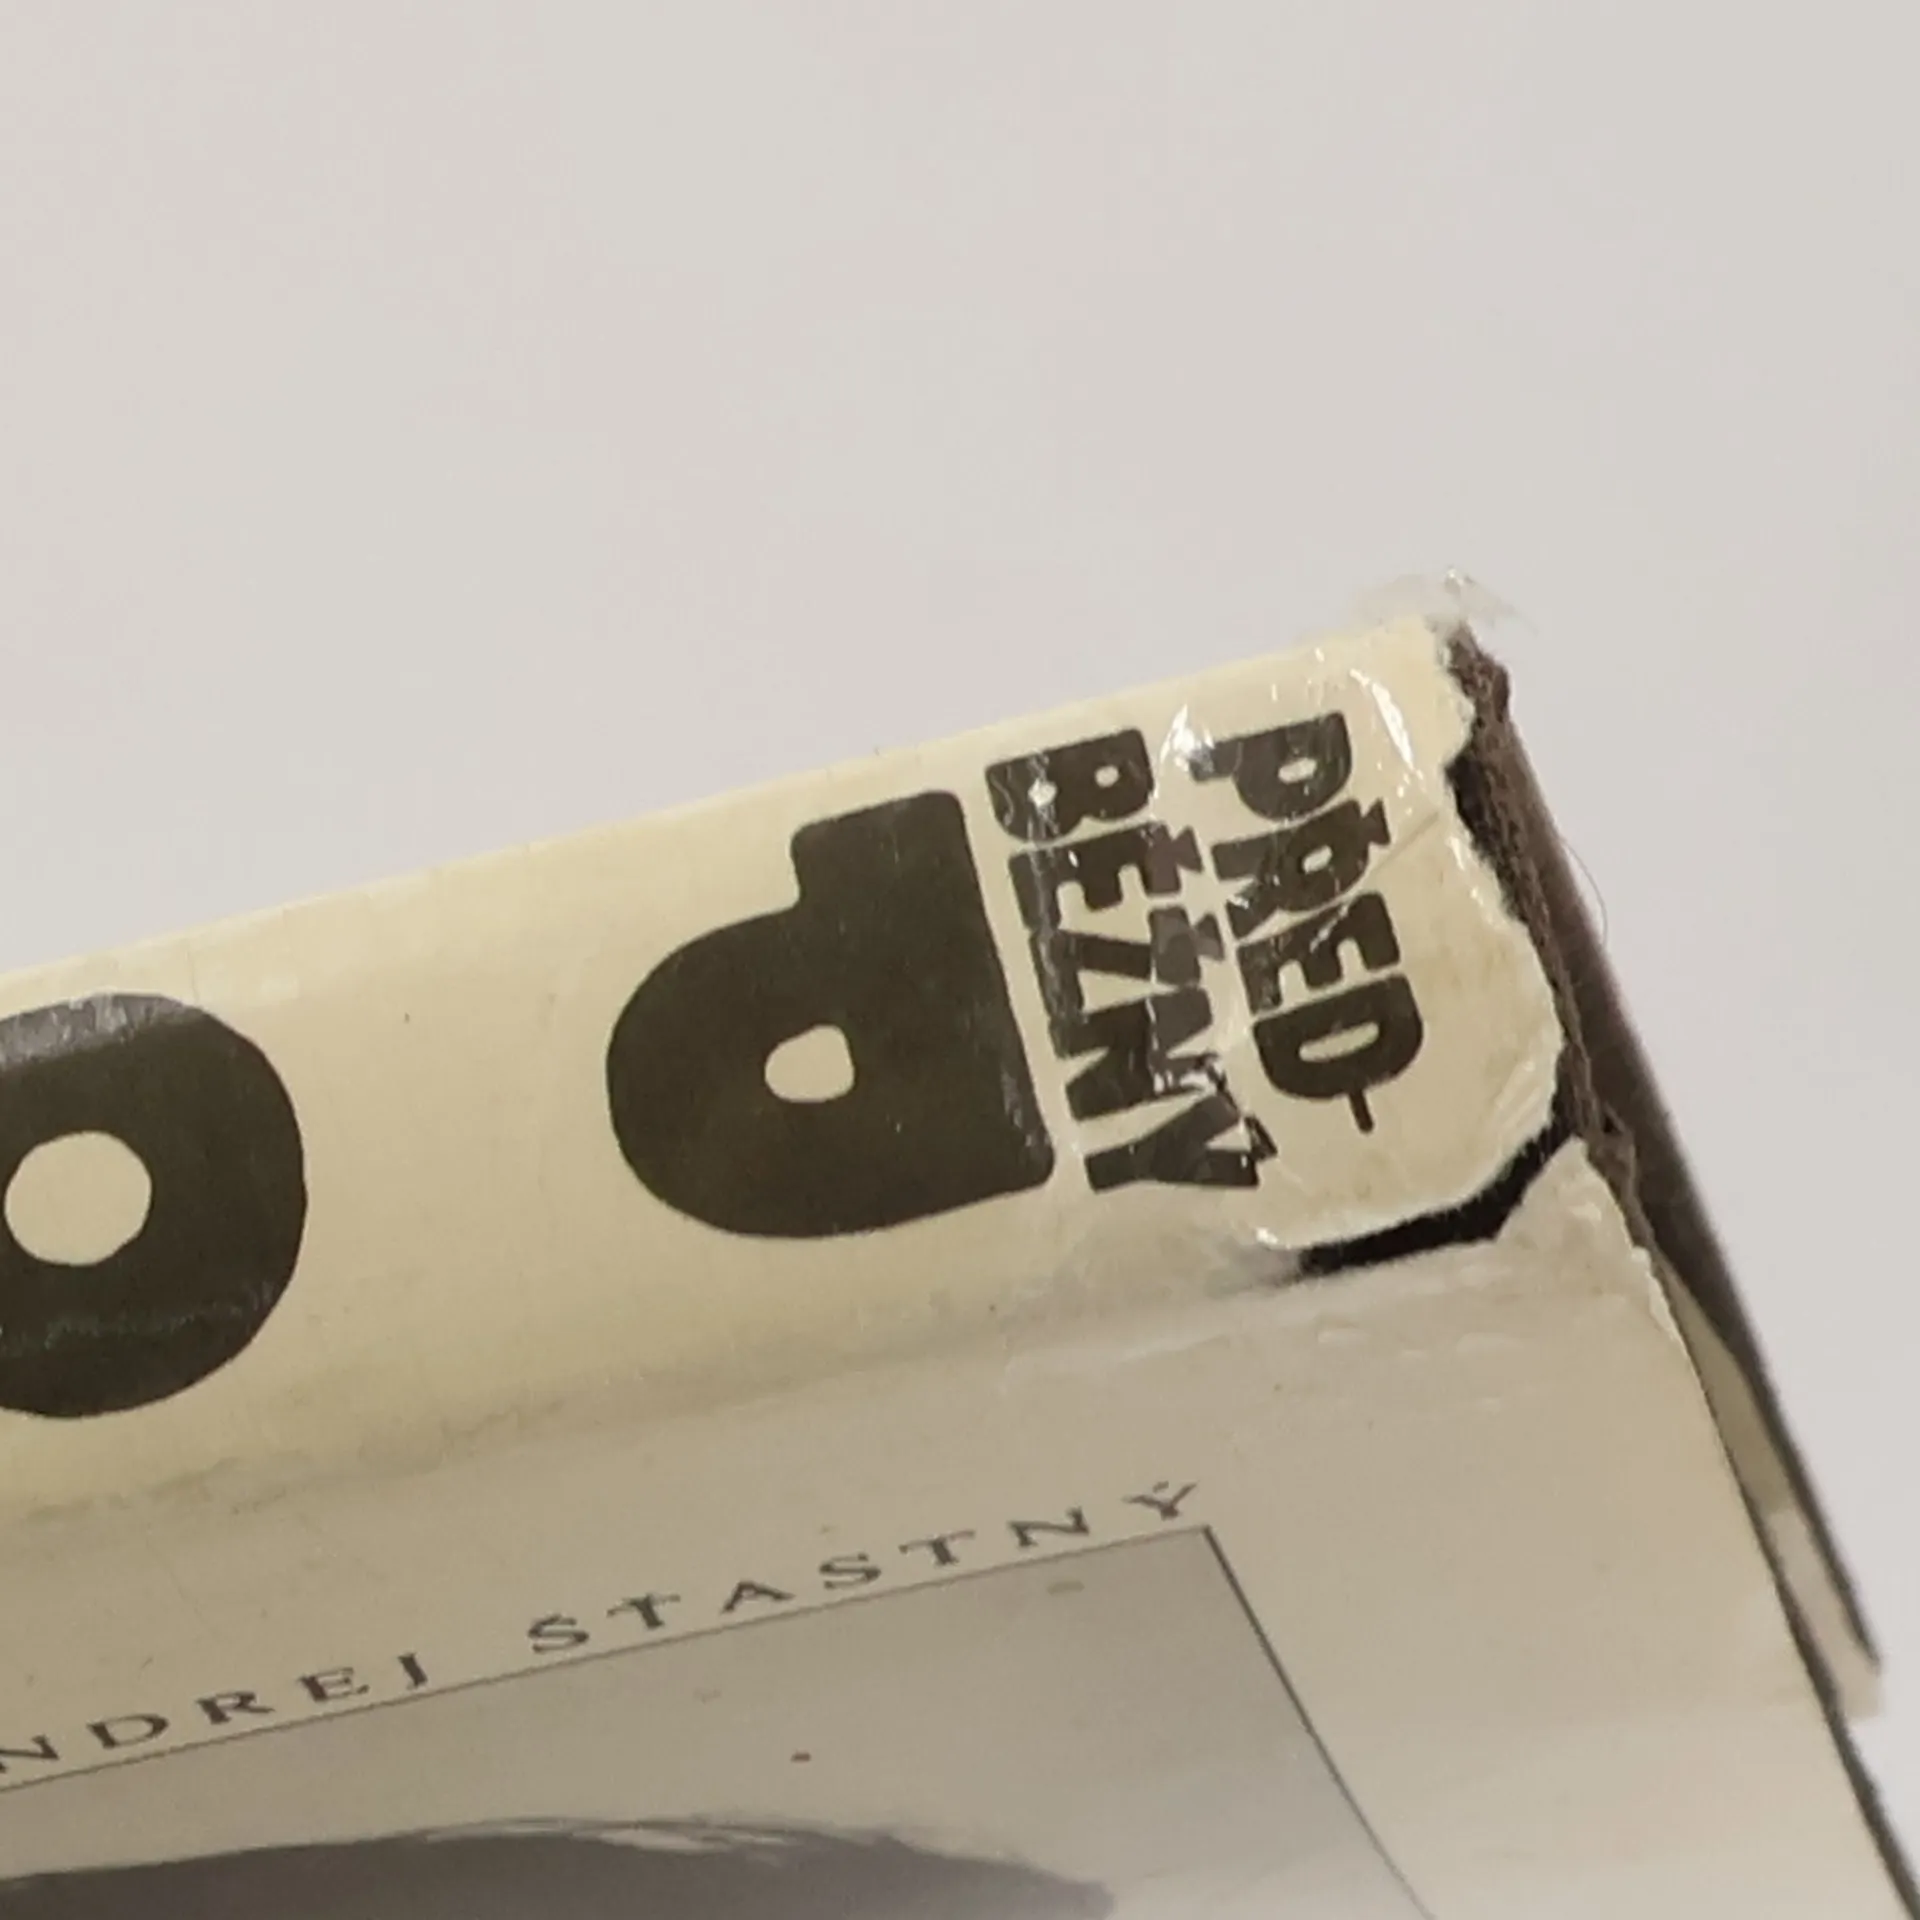 PŘED-
BĚŽNÝ
NDREJ ŠŤASTNÝ